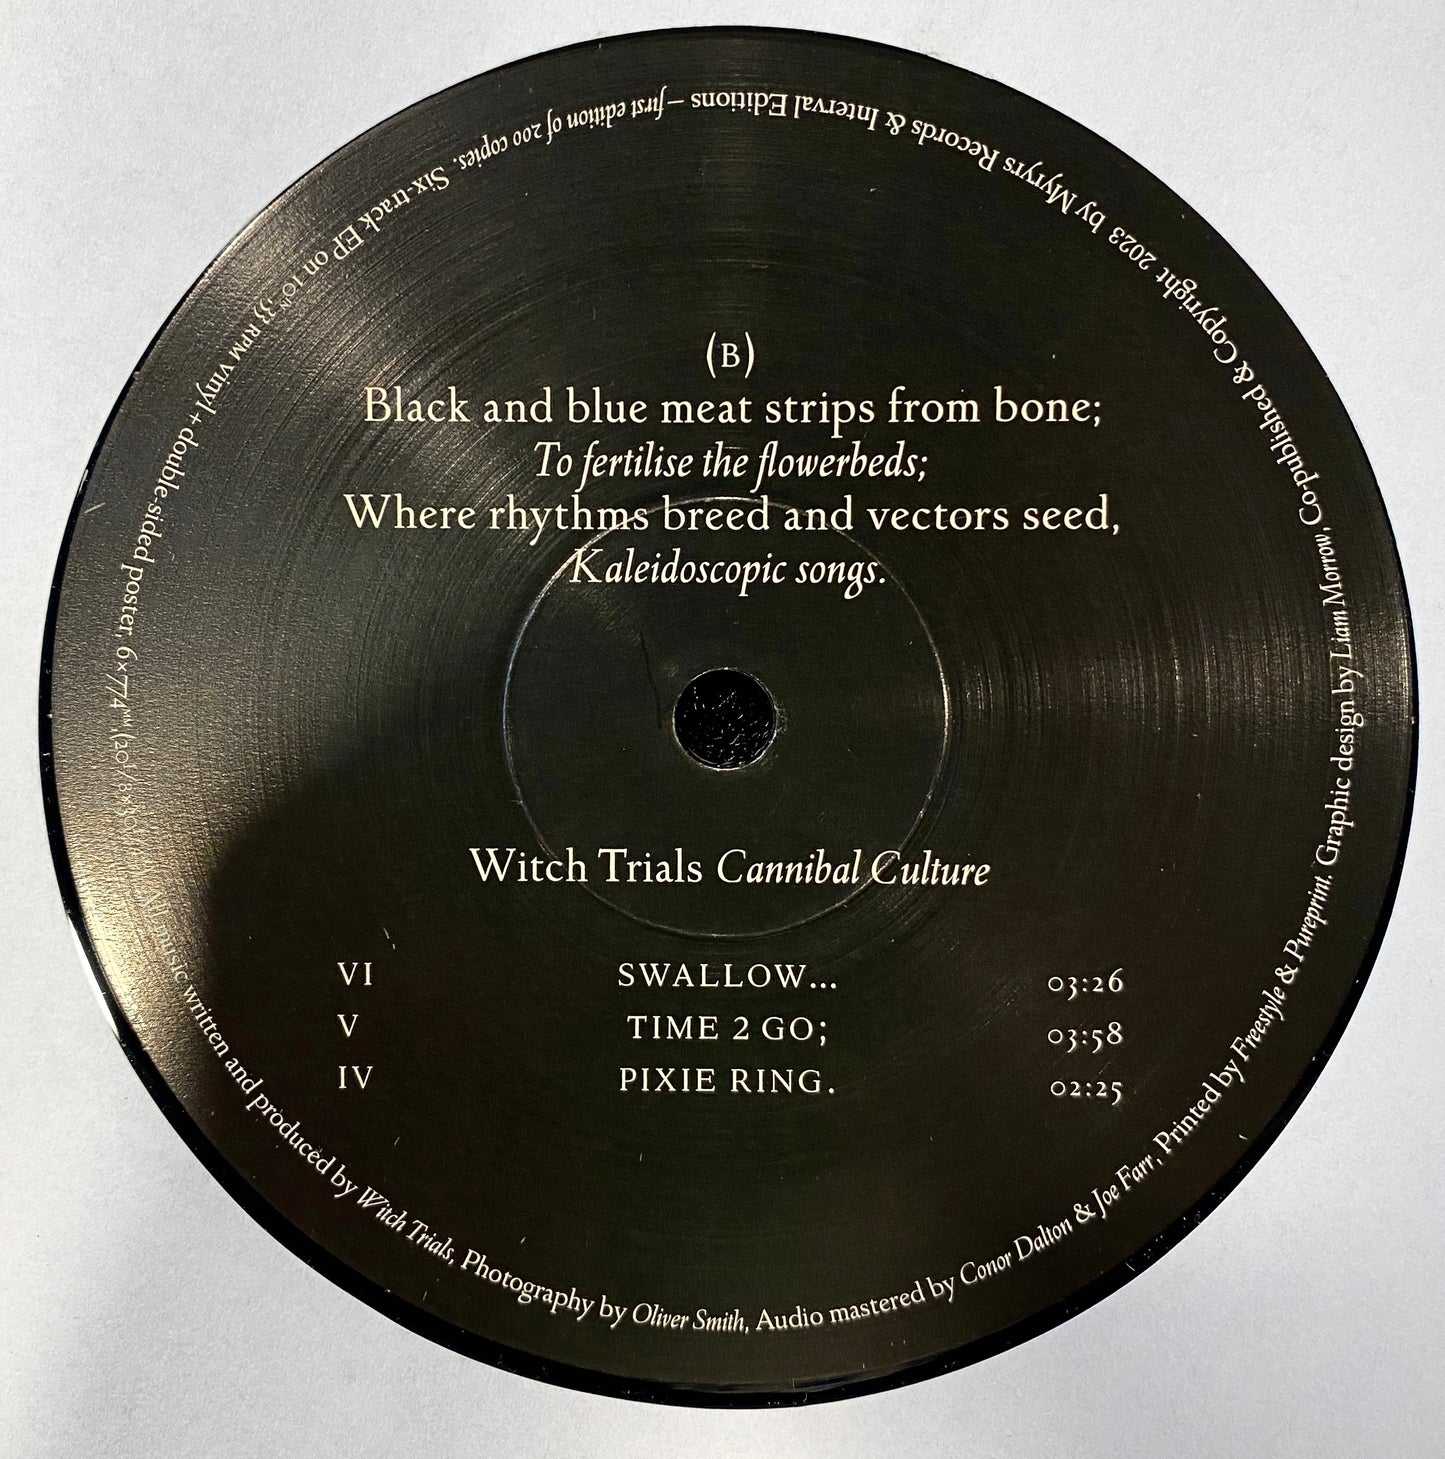 (B)
Black and blue meat strips from bone;
To fertilise the flowerbeds;
Where rhythms breed and vectors seed,
Kaleidoscopic songs.
Witch Trials Cannibal Culture
VI SWALLOW... 03:26
V TIME 2 GO; 03:58
IV PIXIE RING. 02:25
All music written and produced by Witch Trials, Photography by Oliver Smith, Audio mastered by Conor Dalton & Joe Farr, Printed by Freestyle & Pureprint. Graphic design by Liam Morrow, Co-published & Copyright 2023 by Myryrs Records & Interval Editions – first edition of 200 copies. Six-track EP on 10" 33 RPM vinyl + double-sided poster,